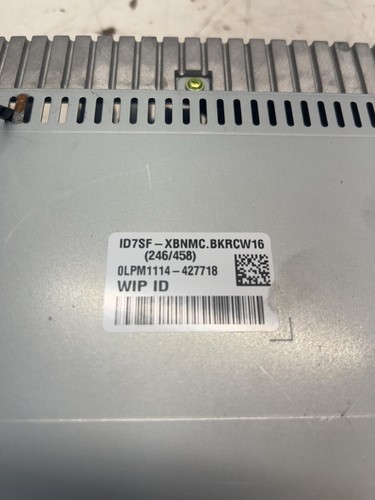 ID7SF-XBNMC.BKRCW16
(246/458)
0LPM1114-427718
WIP ID